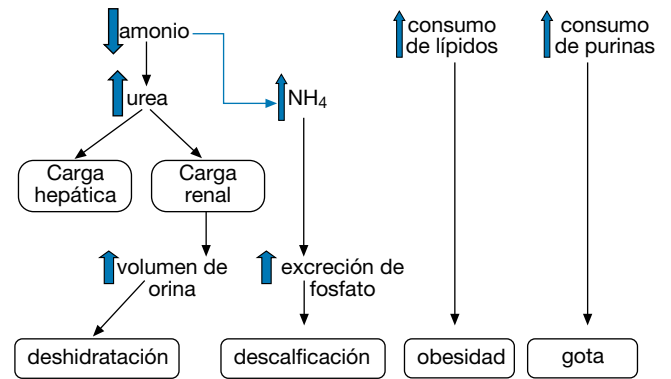 amonio
consumo
de lípidos
consumo
de purinas
urea
NH₄
Carga
hepática
Carga
renal
volumen de
orina
excreción de
fosfato
deshidratación
descalficación
obesidad
gota